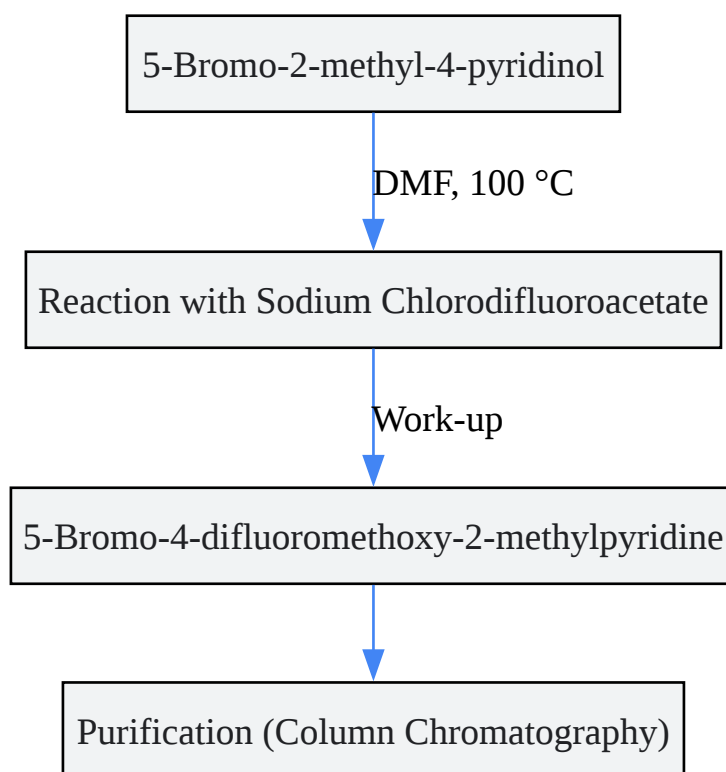 5-Bromo-2-methyl-4-pyridinol
DMF, 100 °C
Reaction with Sodium Chlorodifluoroacetate
Work-up
5-Bromo-4-difluoromethoxy-2-methylpyridine
Purification (Column Chromatography)